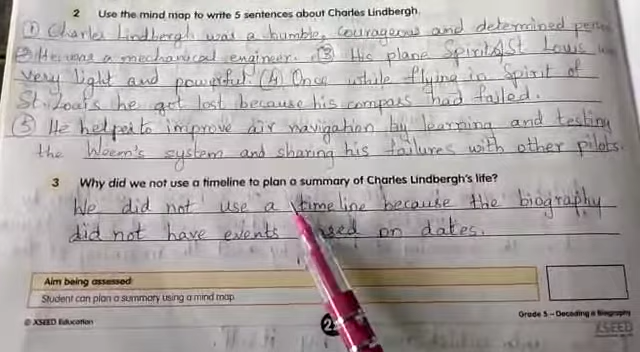 2 Use the mind map to write 5 sentences about Charles Lindbergh.
① Charles Lindbergh was a humble, courageous and determined
② He was a mechanical engineer. ③ His plane Spirit of St. Louis
very light and powerful (4) Once while flying in Spirit of
St. Louis he got lost because his compass had failed.
(5) He helped to improve air navigation by learning and testing
the Weem's system and sharing his failures with other pilots.
3 Why did we not use a timeline to plan a summary of Charles Lindbergh's life?
We did not use a timeline because the biography
did not have events on dates.
Aim being assessed
Student can plan a summary using a mind map
Grade 5 – Decoding a Biography
© XSEED Education
XSEED